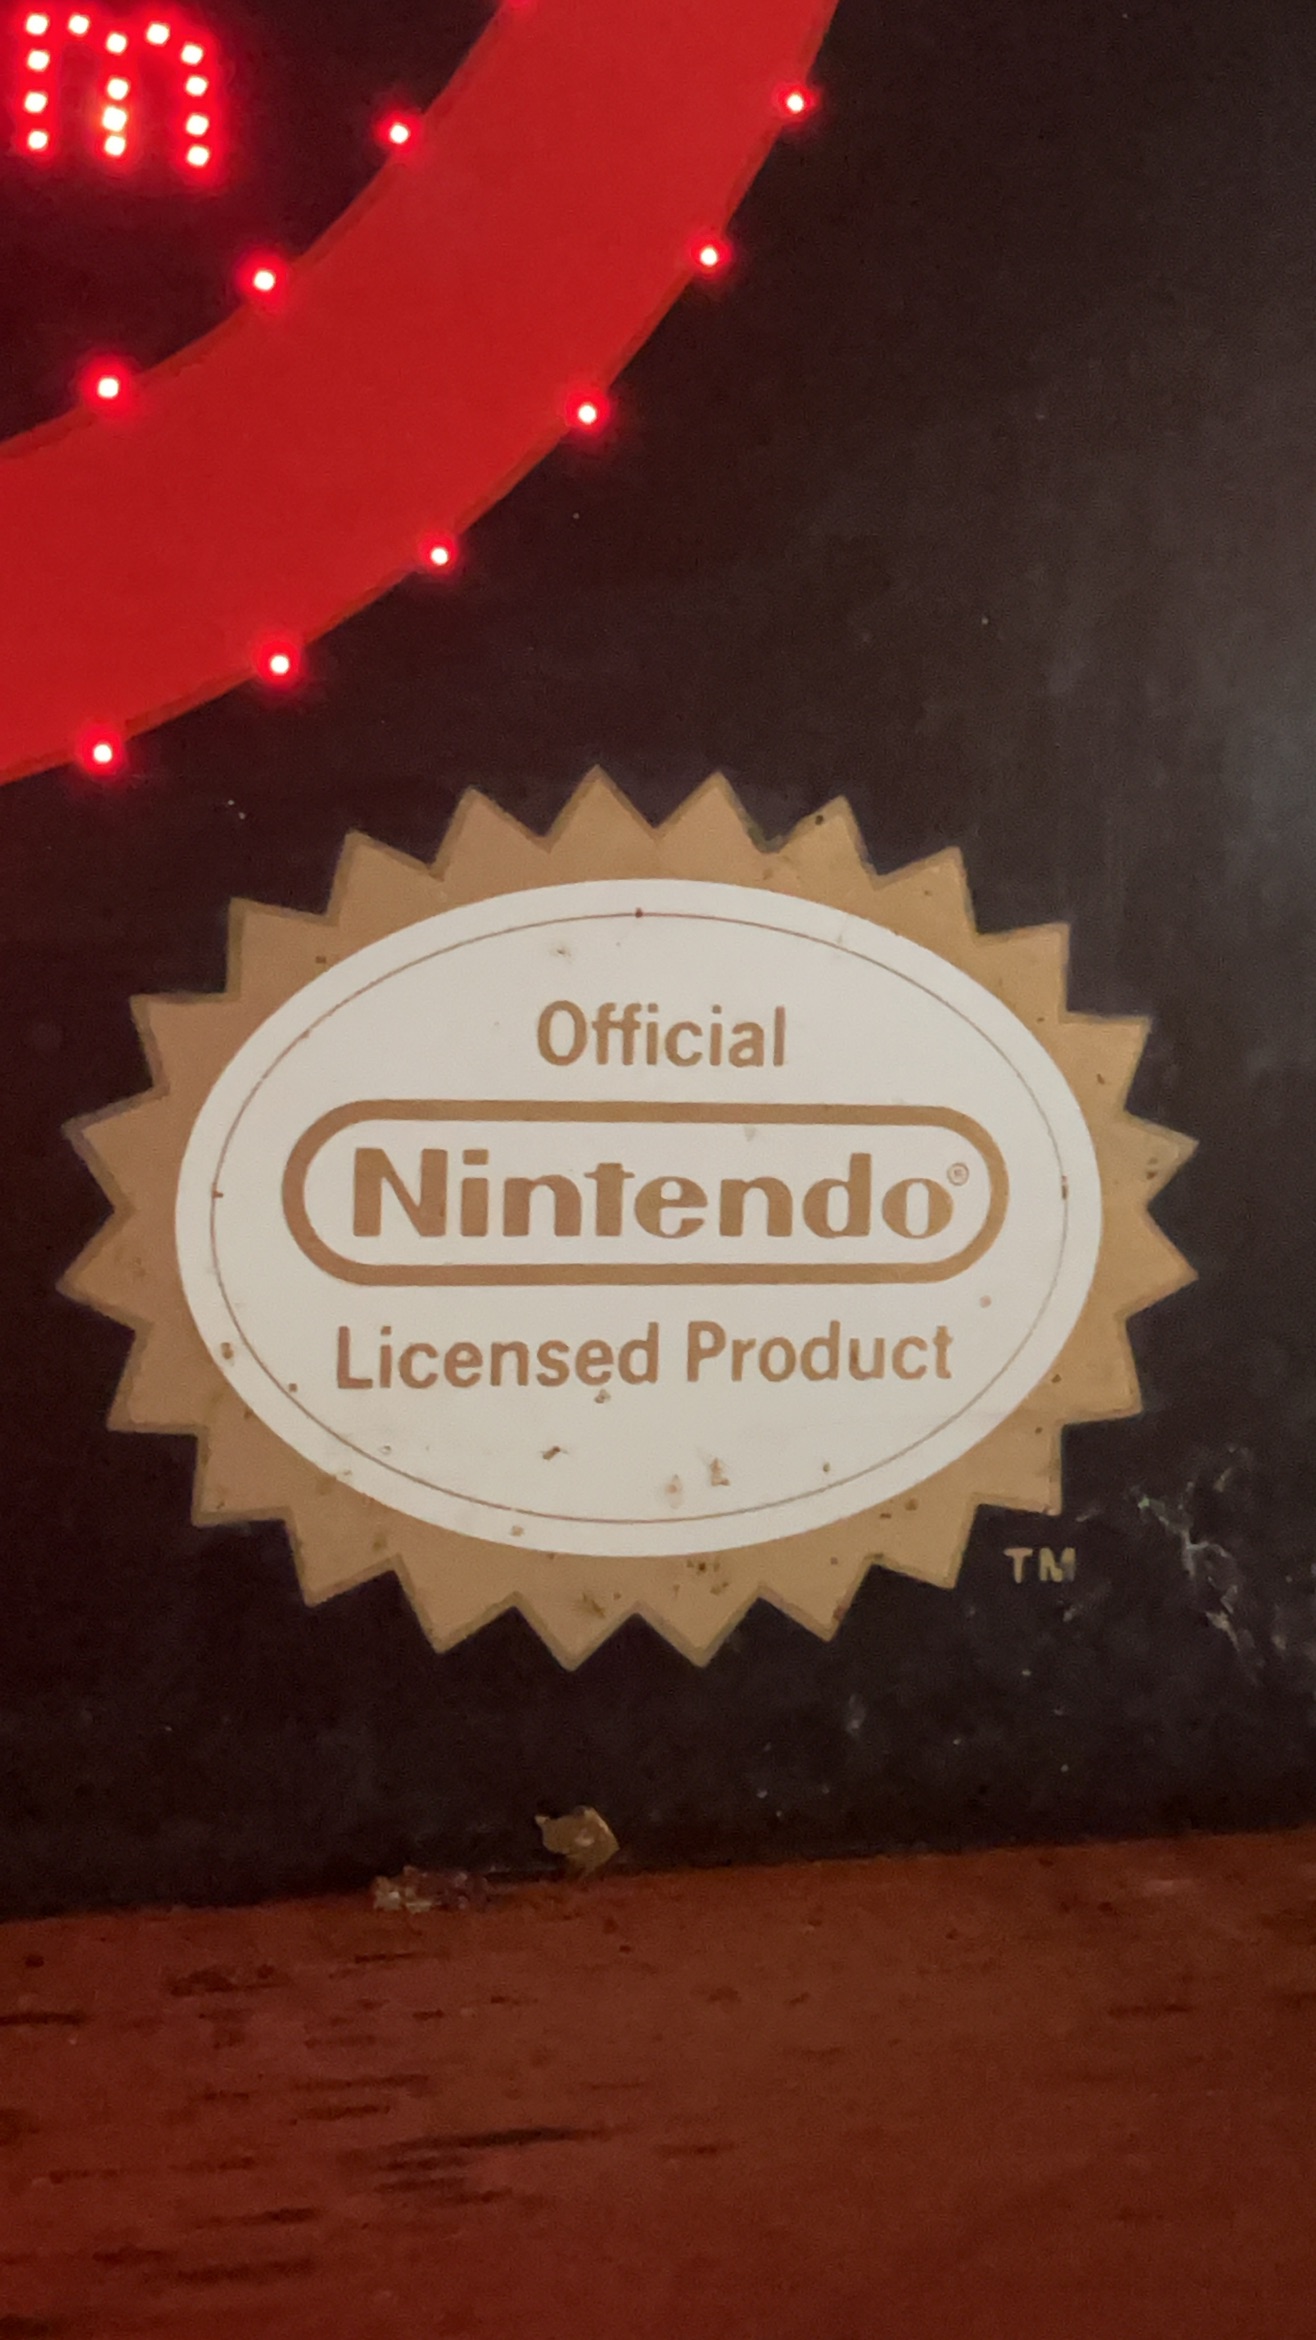 m
Official
Nintendo®
Licensed Product
TM